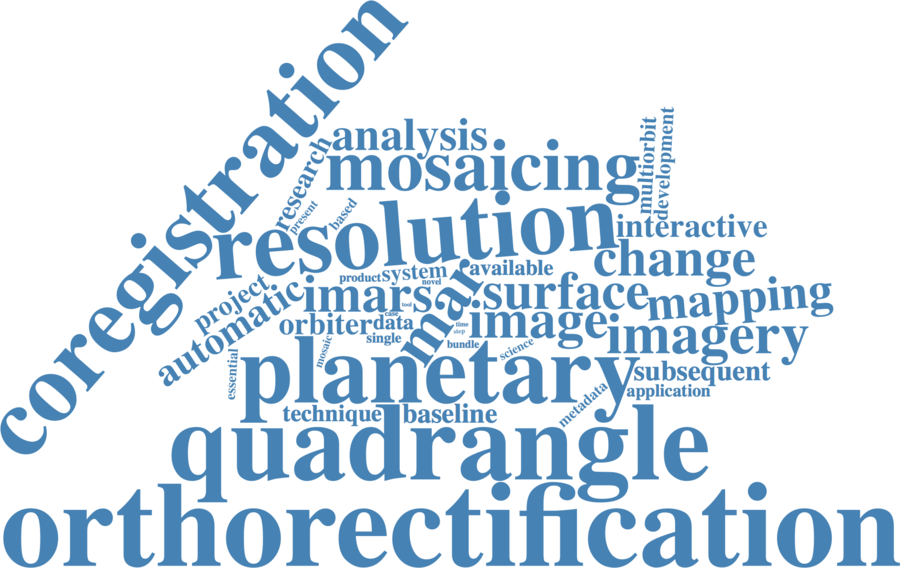 coregistration
analysis
research
mosaicing
multiorbit
development
present
based
resolution
interactive
change
product
system
available
novel
project
automatic
imars
mar
surface
mapping
tool
case
orbiter
data
time
step
image
imagery
single
bundle
mosaic
science
essential
planetary
subsequent
metadata
application
technique
baseline
quadrangle
orthorectification